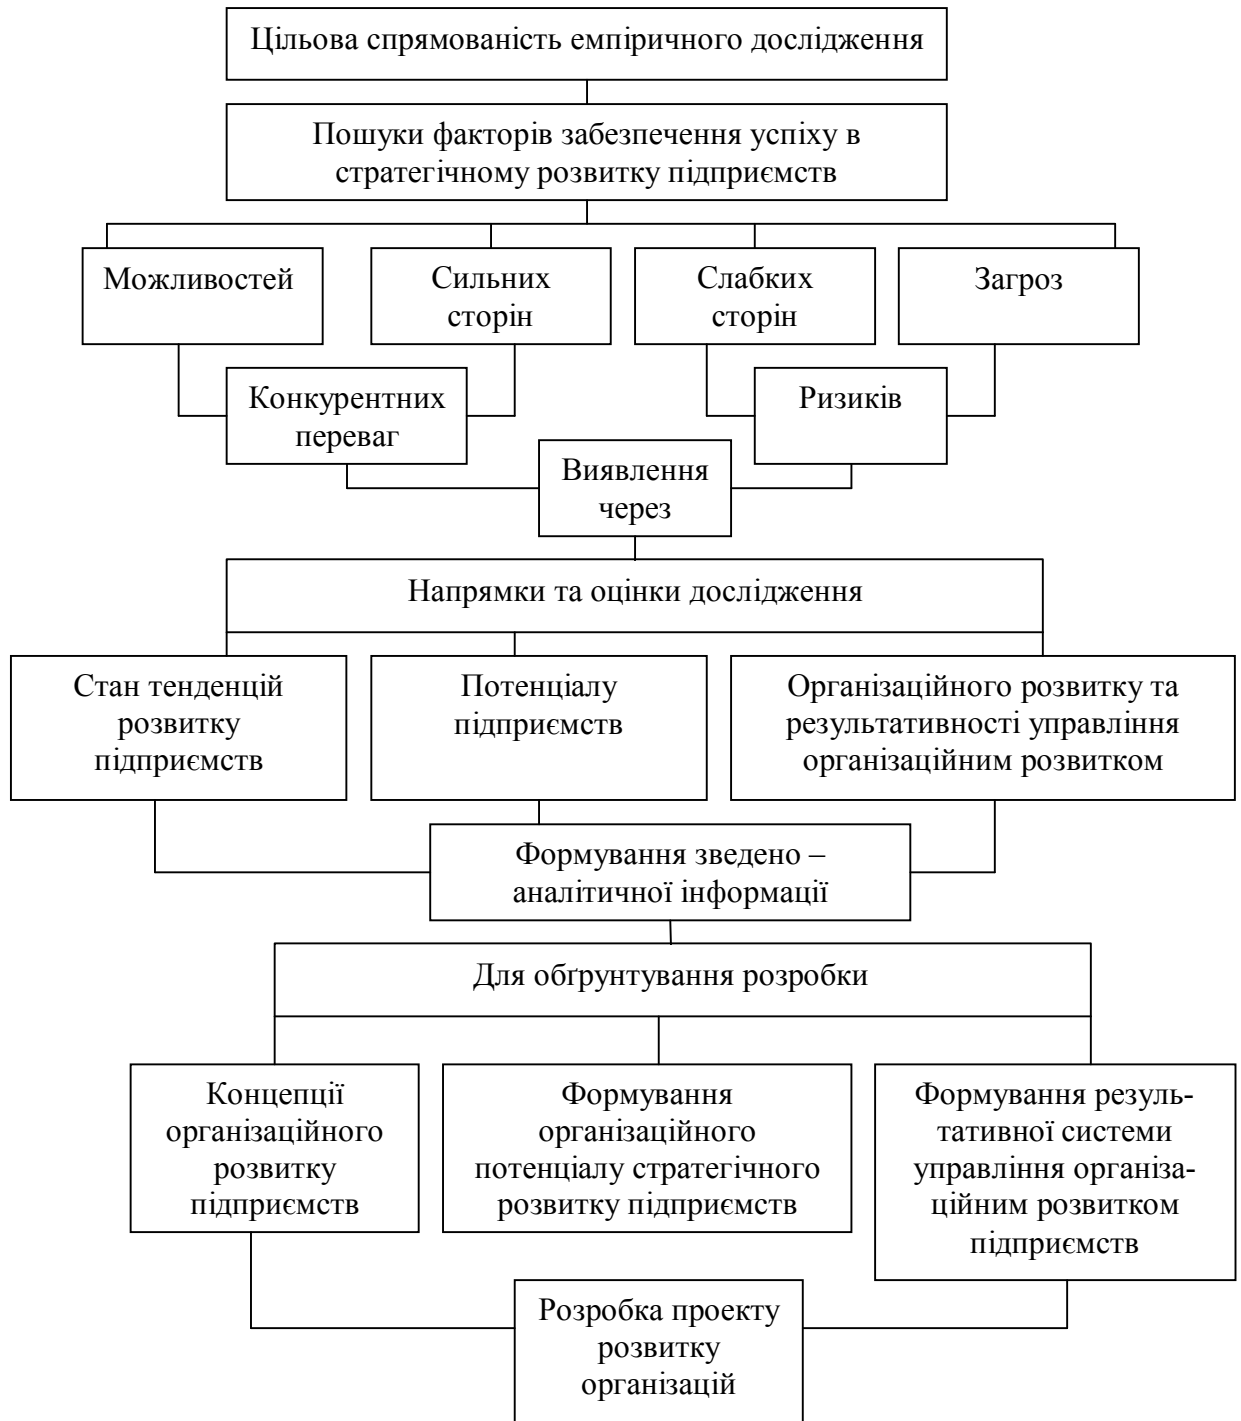 Цільова спрямованість емпіричного дослідження
Пошуки факторів забезпечення успіху в
стратегічному розвитку підприємств
Можливостей
Сильних
сторін
Слабких
сторін
Загроз
Конкурентних
переваг
Ризиків
Виявлення
через
Напрямки та оцінки дослідження
Стан тенденцій
розвитку
підприємств
Потенціалу
підприємств
Організаційного розвитку та
результативності управління
організаційним розвитком
Формування зведено –
аналітичної інформації
Для обґрунтування розробки
Концепції
організаційного
розвитку
підприємств
Формування
організаційного
потенціалу стратегічного
розвитку підприємств
Формування резуль-
тативної системи
управління організа-
ційним розвитком
підприємств
Розробка проекту
розвитку
організацій